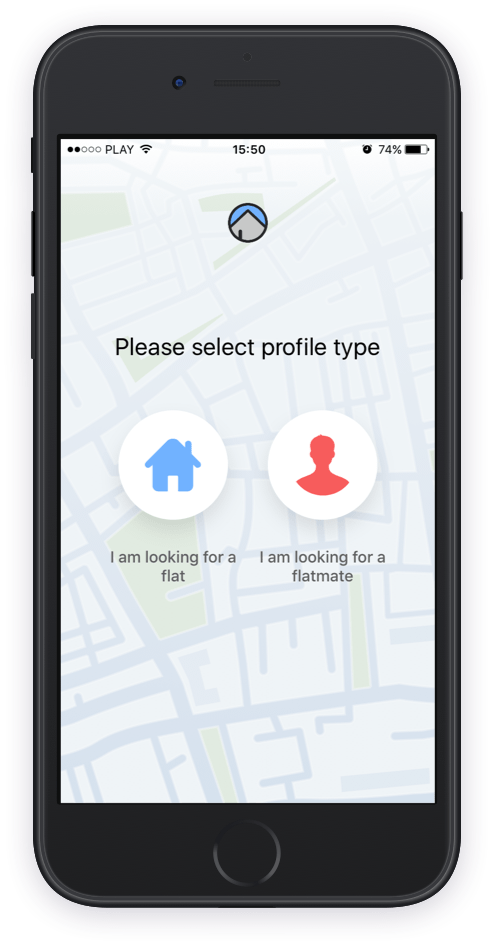 PLAY 15:50 74%
Please select profile type
I am looking for a flat
I am looking for a flatmate